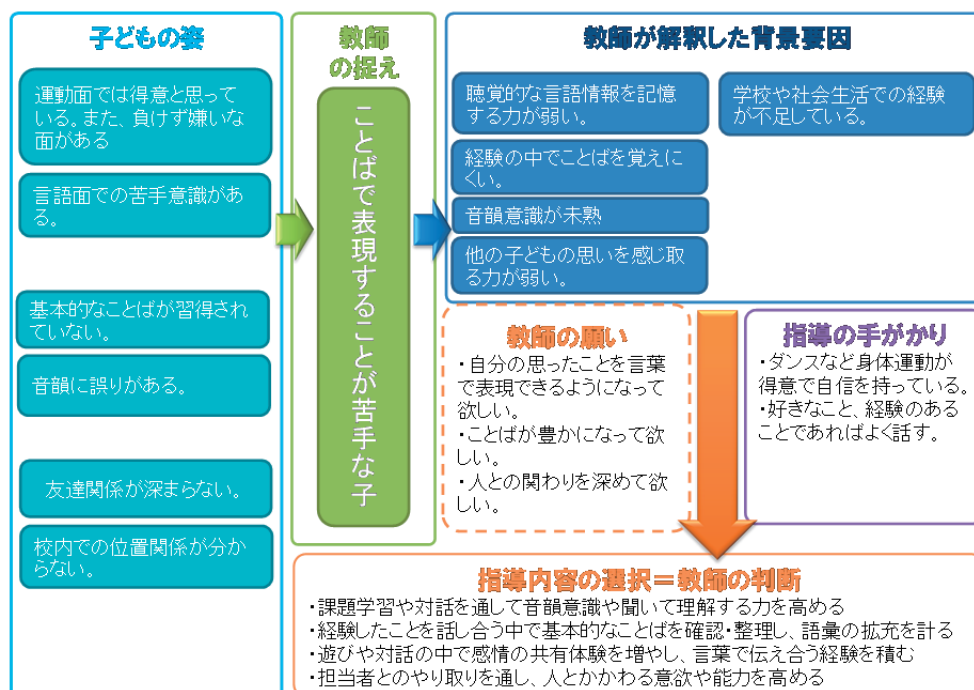 子どもの姿
運動面では得意と思って
いる。また、負けず嫌いな
面がある
言語面での苦手意識があ
る。
基本的なことばが習得され
ていない。
音韻に誤りがある。
友達関係が深まらない。
校内での位置関係が分か
らない。
教師
の捉え
ことばで表現することが苦手な子
教師が解釈した背景要因
聴覚的な言語情報を記憶
する力が弱い。
経験の中でことばを覚えに
くい。
音韻意識が未熟
他の子どもの思いを感じ取
る力が弱い。
学校や社会生活での経験
が不足している。
教師の願い
・自分の思ったことを言葉
で表現できるようになって
欲しい。
・ことばが豊かになって欲
しい。
・人との関わりを深めて欲
しい。
指導の手がかり
・ダンスなど身体運動が
得意で自信を持っている。
・好きなこと、経験のある
ことであればよく話す。
指導内容の選択＝教師の判断
・課題学習や対話を通して音韻意識や聞いて理解する力を高める
・経験したことを話し合う中で基本的なことばを確認・整理し、語彙の拡充を計る
・遊びや対話の中で感情の共有体験を増やし、言葉で伝え合う経験を積む
・担当者とのやり取りを通し、人とかかわる意欲や能力を高める